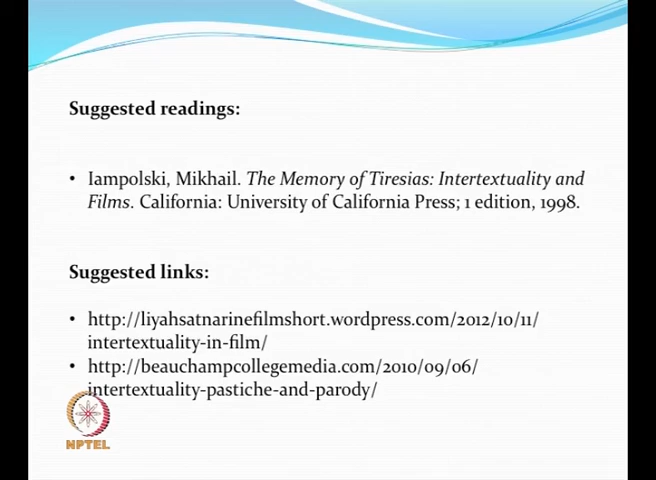 Suggested readings:
• Iampolski, Mikhail. The Memory of Tiresias: Intertextuality and
Films. California: University of California Press; 1 edition, 1998.
Suggested links:
• http://liyahsatnarinefilmshort.wordpress.com/2012/10/11/
intertextuality-in-film/
• http://beauchampcollegemedia.com/2010/09/06/
intertextuality-pastiche-and-parody/
NPTEL